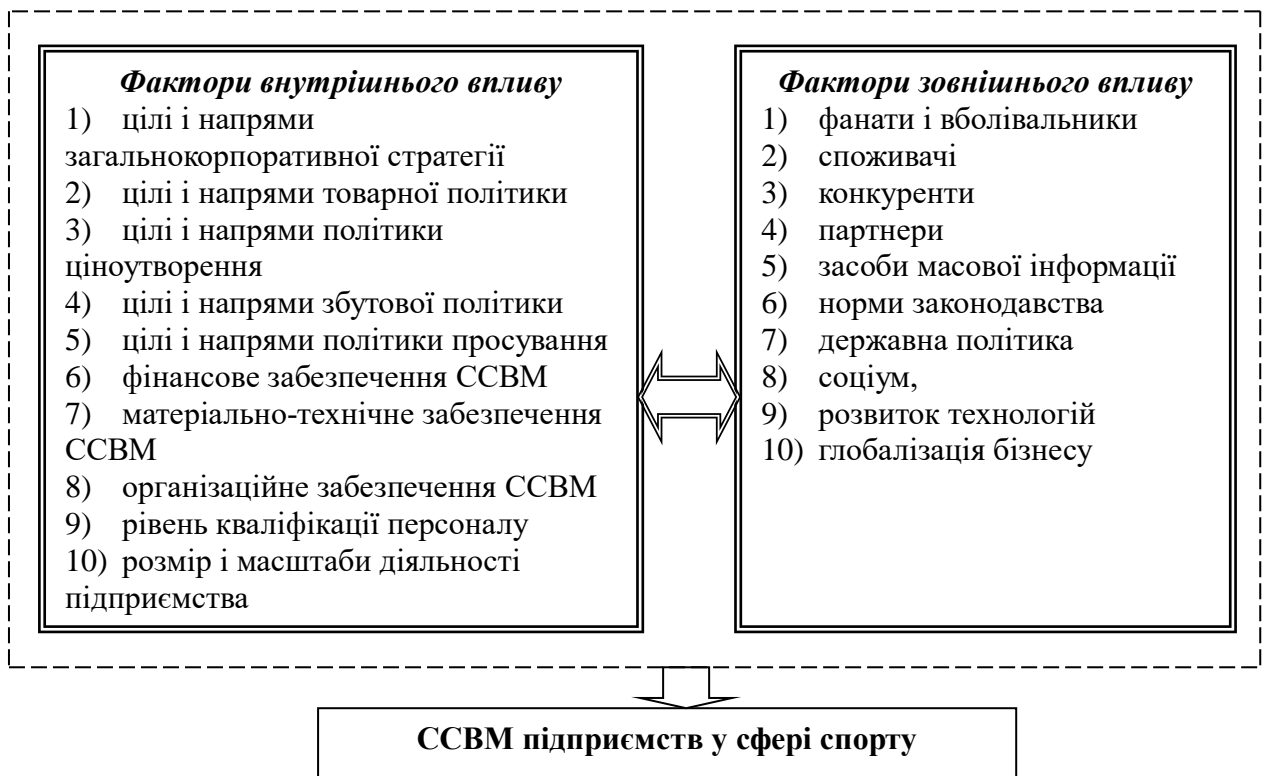 Фактори внутрішнього впливу
1) цілі і напрями
загальнокорпоративної стратегії
2) цілі і напрями товарної політики
3) цілі і напрями політики
ціноутворення
4) цілі і напрями збутової політики
5) цілі і напрями політики просування
6) фінансове забезпечення ССВМ
7) матеріально-технічне забезпечення
ССВМ
8) організаційне забезпечення ССВМ
9) рівень кваліфікації персоналу
10) розмір і масштаби діяльності
підприємства
Фактори зовнішнього впливу
1) фанати і вболівальники
2) споживачі
3) конкуренти
4) партнери
5) засоби масової інформації
6) норми законодавства
7) державна політика
8) соціум,
9) розвиток технологій
10) глобалізація бізнесу
ССВМ підприємств у сфері спорту